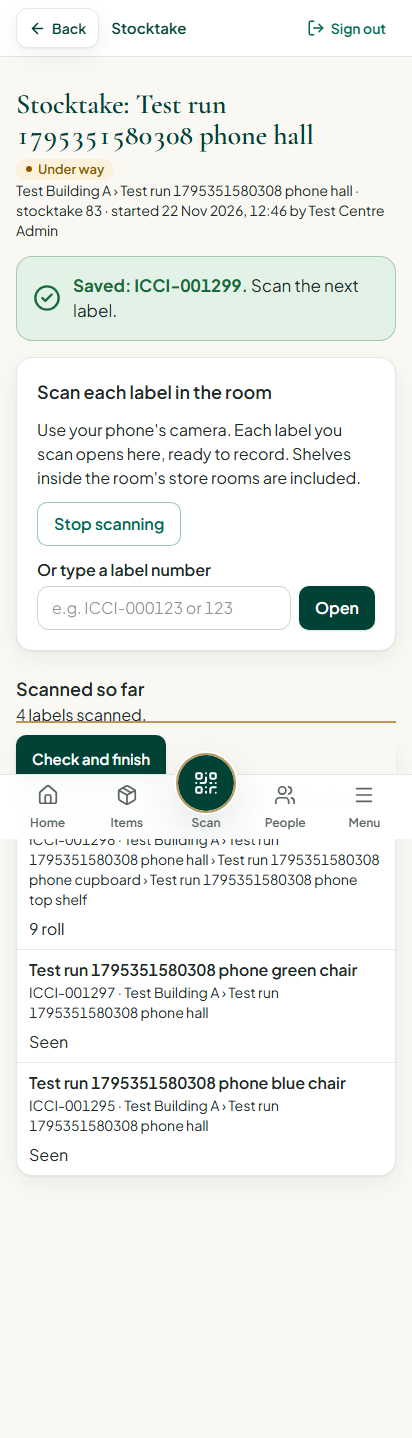 Back
Stocktake
Sign out
Stocktake: Test run
1795351580308 phone hall
Under way
Test Building A › Test run 1795351580308 phone hall ·
stocktake 83 · started 22 Nov 2026, 12:46 by Test Centre
Admin
Saved: ICCI-001299. Scan the next
label.
Scan each label in the room
Use your phone's camera. Each label you
scan opens here, ready to record. Shelves
inside the room's store rooms are included.
Stop scanning
Or type a label number
e.g. ICCI-000123 or 123
Open
Scanned so far
4 labels scanned.
Check and finish
Home
Items
Scan
People
Menu
ICCI-001298 · Test Building A › Test run
1795351580308 phone hall › Test run 1795351580308
phone cupboard › Test run 1795351580308 phone
top shelf
9 roll
Test run 1795351580308 phone green chair
ICCI-001297 · Test Building A › Test run
1795351580308 phone hall
Seen
Test run 1795351580308 phone blue chair
ICCI-001295 · Test Building A › Test run
1795351580308 phone hall
Seen